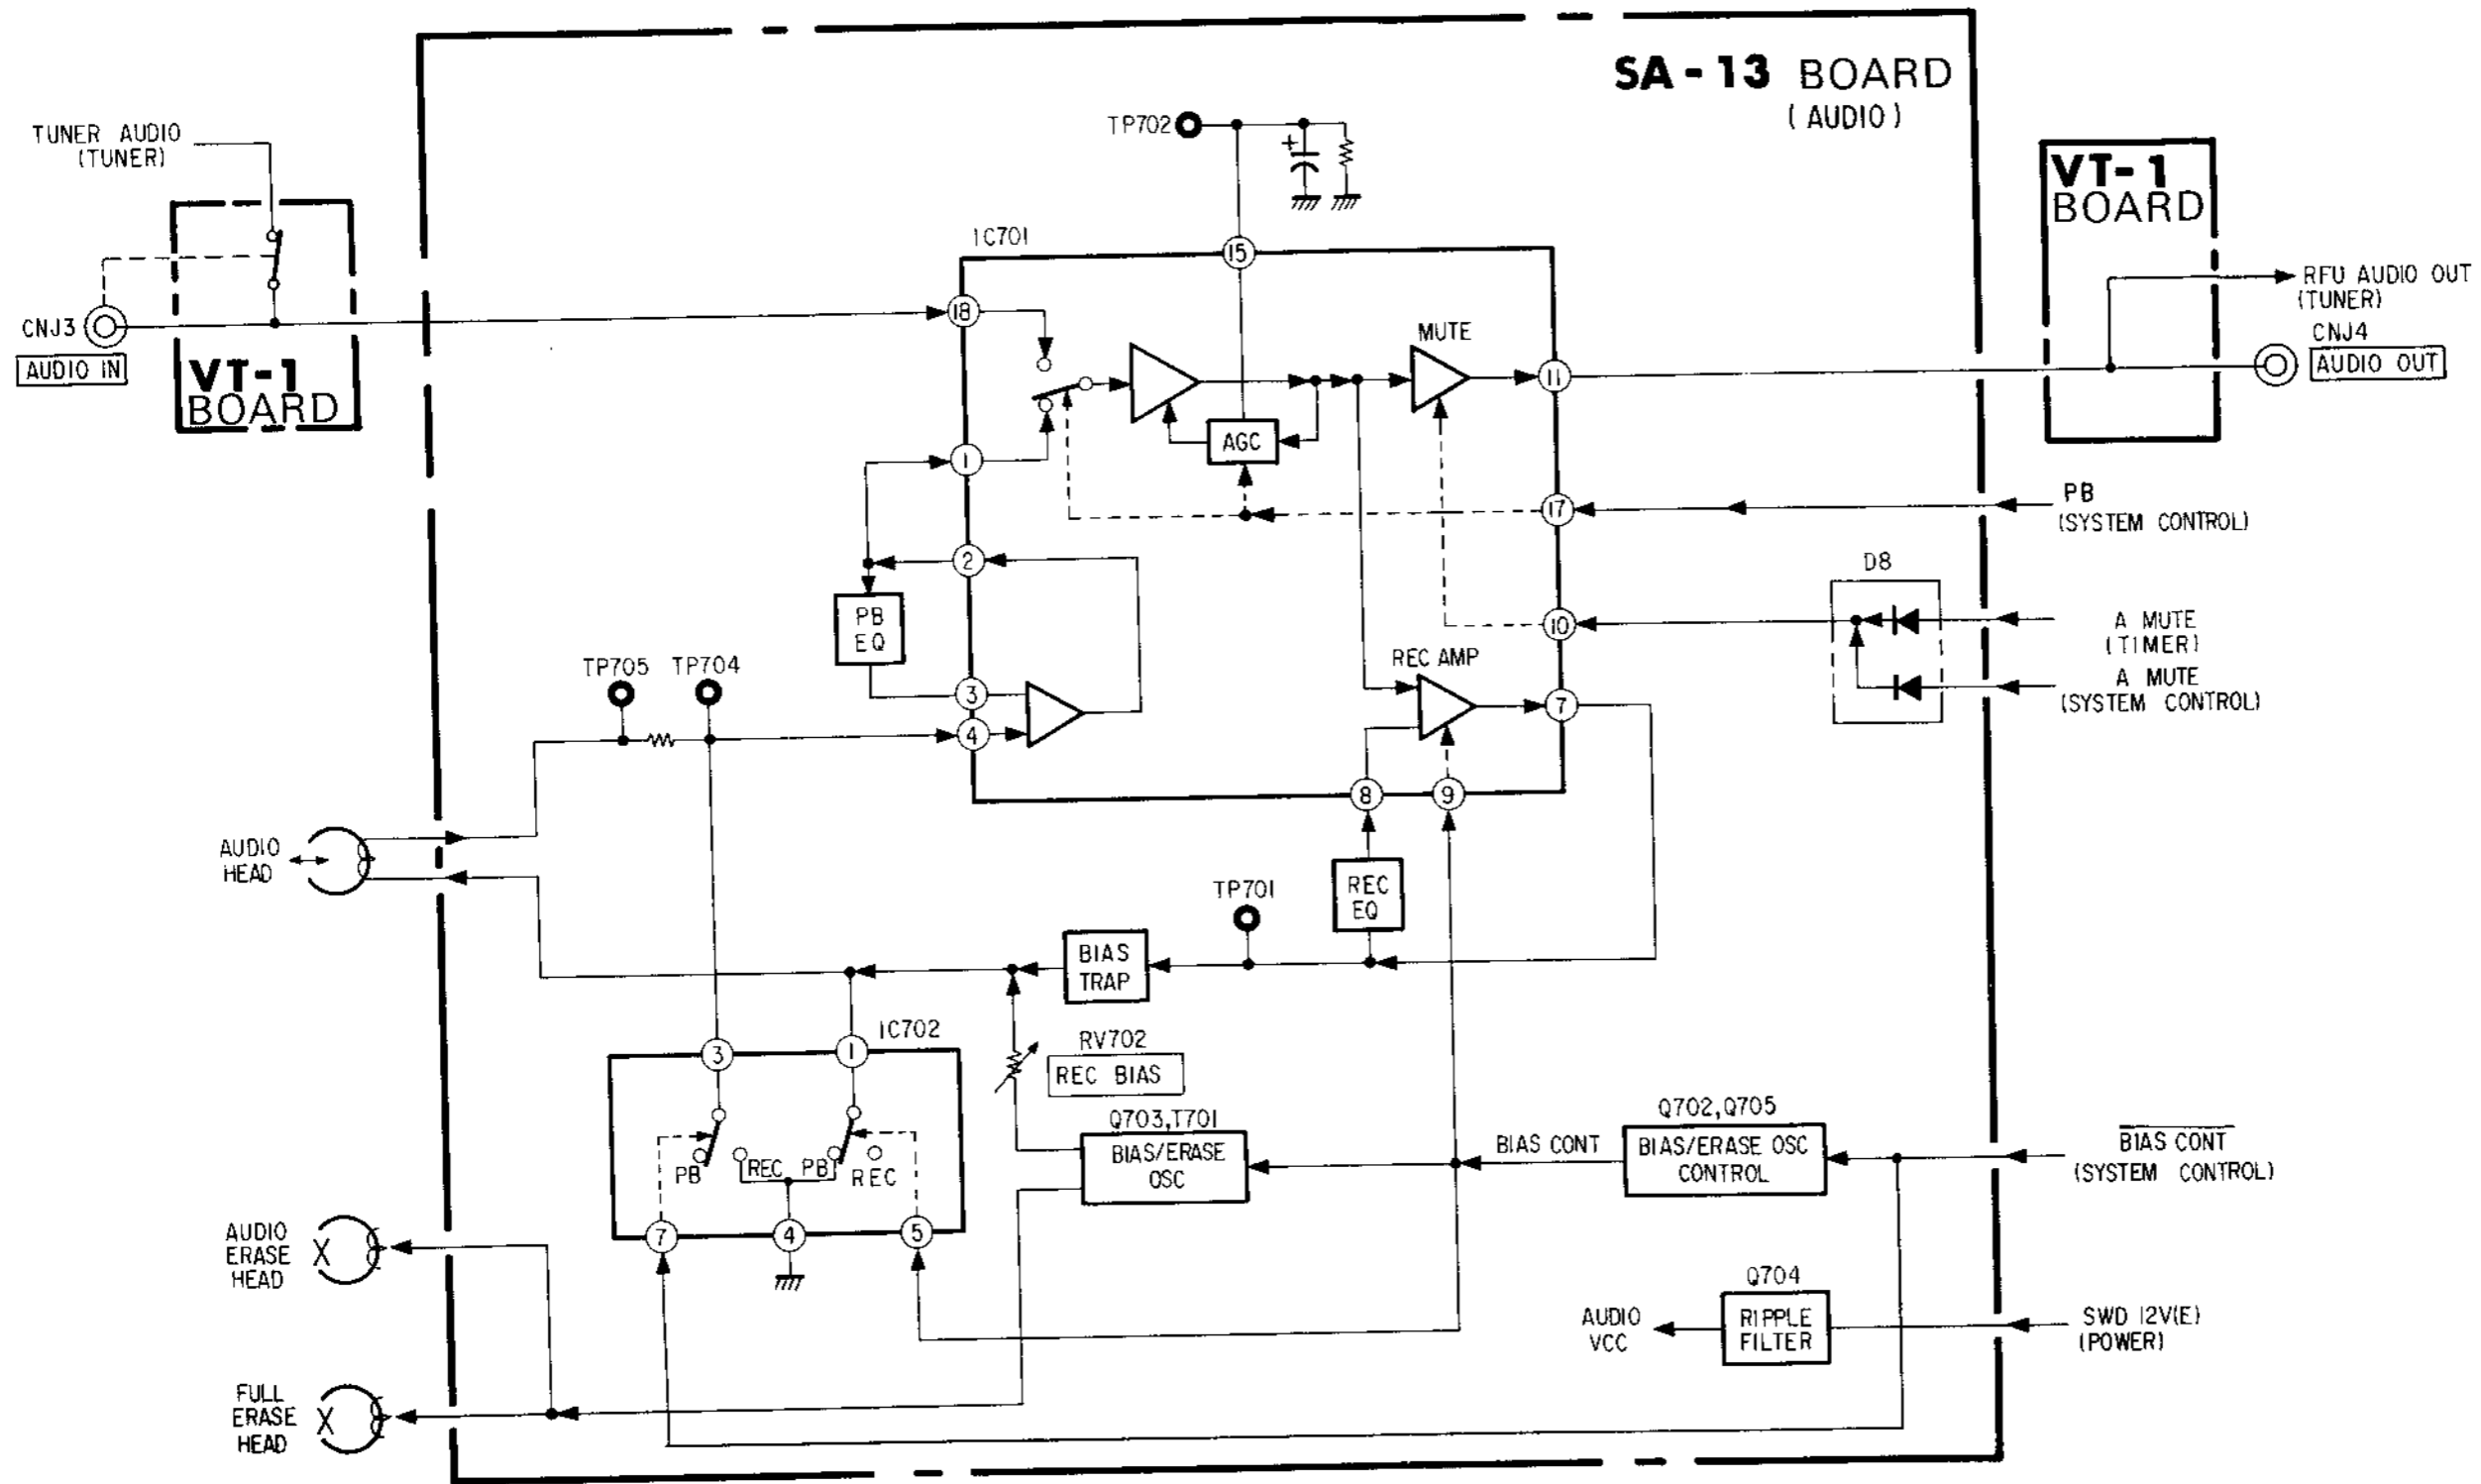 SA-13 BOARD
(AUDIO)
TUNER AUDIO
(TUNER)
TP702
VT-1
BOARD
IC701
15
RFU AUDIO OUT
(TUNER)
CNJ3
AUDIO IN
VT-1
BOARD
18
MUTE
11
CNJ4
AUDIO OUT
AGC
1
17
PB
(SYSTEM CONTROL)
2
D8
PB
EQ
10
A MUTE
(TIMER)
A MUTE
(SYSTEM CONTROL)
TP705
TP704
3
4
REC AMP
7
8
9
AUDIO
HEAD
REC
EQ
TP701
BIAS
TRAP
IC702
3
1
RV702
REC BIAS
PB
REC
PB
REC
7
4
5
Q703,T701
BIAS/ERASE
OSC
BIAS CONT
Q702,Q705
BIAS/ERASE OSC
CONTROL
BIAS CONT
(SYSTEM CONTROL)
AUDIO
ERASE
HEAD
X
Q704
AUDIO
VCC
RIPPLE
FILTER
SWD 12V(E)
(POWER)
FULL
ERASE
HEAD
X